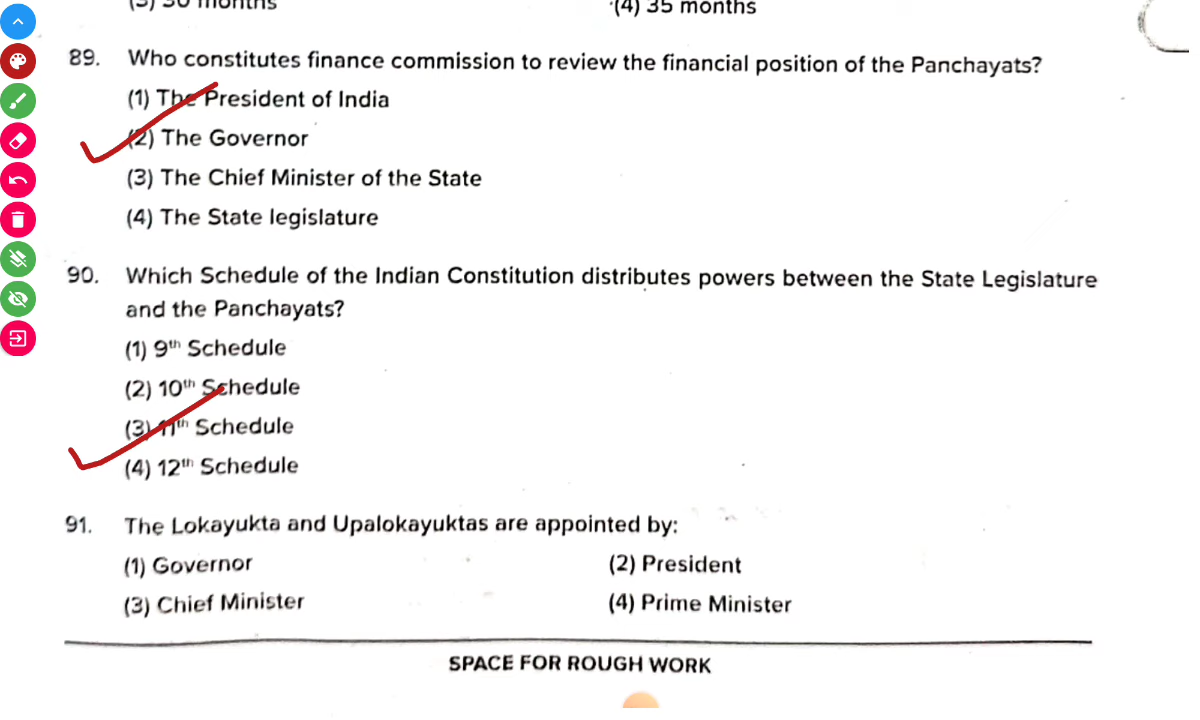 (3) 30 months
(4) 35 months
89. Who constitutes finance commission to review the financial position of the Panchayats?
(1) The President of India
(2) The Governor
(3) The Chief Minister of the State
(4) The State legislature
90. Which Schedule of the Indian Constitution distributes powers between the State Legislature
and the Panchayats?
(1) 9th Schedule
(2) 10th Schedule
(3) 11th Schedule
(4) 12th Schedule
91. The Lokayukta and Upalokayuktas are appointed by:
(1) Governor
(2) President
(3) Chief Minister
(4) Prime Minister
SPACE FOR ROUGH WORK